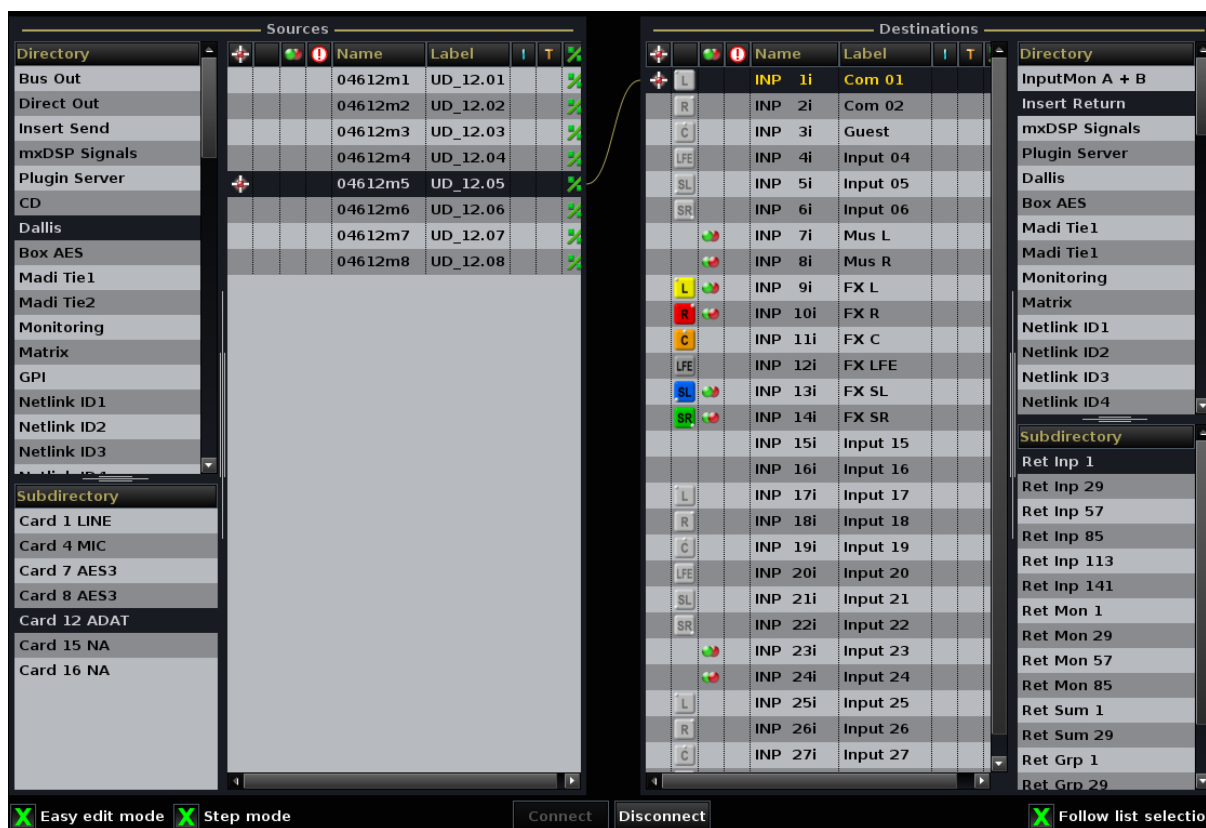 Sources
Directory
Bus Out
Direct Out
Insert Send
mxDSP Signals
Plugin Server
CD
Dallis
Box AES
Madi Tie1
Madi Tie2
Monitoring
Matrix
GPI
Netlink ID1
Netlink ID2
Netlink ID3
Subdirectory
Card 1 LINE
Card 4 MIC
Card 7 AES3
Card 8 AES3
Card 12 ADAT
Card 15 NA
Card 16 NA
Name Label I T
04612m1 UD_12.01
04612m2 UD_12.02
04612m3 UD_12.03
04612m4 UD_12.04
04612m5 UD_12.05
04612m6 UD_12.06
04612m7 UD_12.07
04612m8 UD_12.08
Destinations
Name Label I T
L INP 1i Com 01
R INP 2i Com 02
C INP 3i Guest
LFE INP 4i Input 04
SL INP 5i Input 05
SR INP 6i Input 06
INP 7i Mus L
INP 8i Mus R
L INP 9i FX L
R INP 10i FX R
C INP 11i FX C
LFE INP 12i FX LFE
SL INP 13i FX SL
SR INP 14i FX SR
INP 15i Input 15
INP 16i Input 16
L INP 17i Input 17
R INP 18i Input 18
C INP 19i Input 19
LFE INP 20i Input 20
SL INP 21i Input 21
SR INP 22i Input 22
INP 23i Input 23
INP 24i Input 24
L INP 25i Input 25
R INP 26i Input 26
C INP 27i Input 27
Directory
InputMon A + B
Insert Return
mxDSP Signals
Plugin Server
Dallis
Box AES
Madi Tie1
Madi Tie1
Monitoring
Matrix
Netlink ID1
Netlink ID2
Netlink ID3
Netlink ID4
Subdirectory
Ret Inp 1
Ret Inp 29
Ret Inp 57
Ret Inp 85
Ret Inp 113
Ret Inp 141
Ret Mon 1
Ret Mon 29
Ret Mon 57
Ret Mon 85
Ret Sum 1
Ret Sum 29
Ret Grp 1
Ret Grp 29
X Easy edit mode X Step mode Connect Disconnect X Follow list selectio